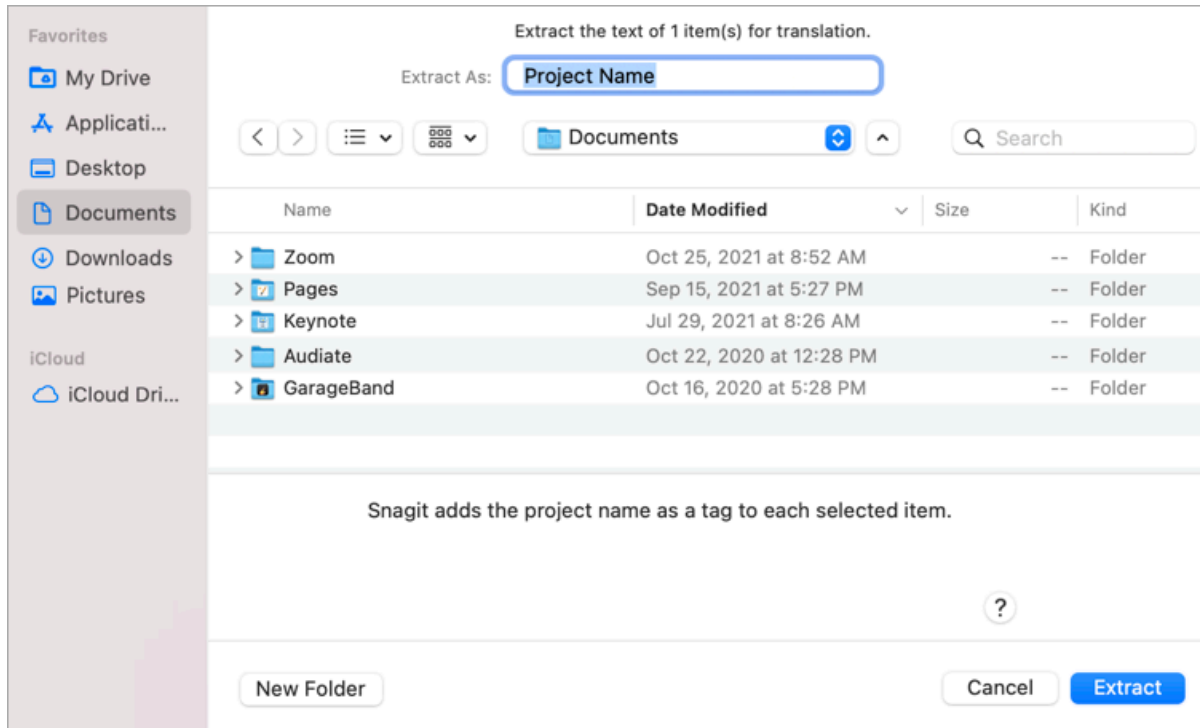 Favorites
My Drive
Applicati...
Desktop
Documents
Downloads
Pictures
iCloud
iCloud Dri...
Extract the text of 1 item(s) for translation.
Extract As: Project Name
Documents
Search
Name Date Modified Size Kind
Zoom Oct 25, 2021 at 8:52 AM -- Folder
Pages Sep 15, 2021 at 5:27 PM -- Folder
Keynote Jul 29, 2021 at 8:26 AM -- Folder
Audiate Oct 22, 2020 at 12:28 PM -- Folder
GarageBand Oct 16, 2020 at 5:28 PM -- Folder
Snagit adds the project name as a tag to each selected item.
?
New Folder Cancel Extract